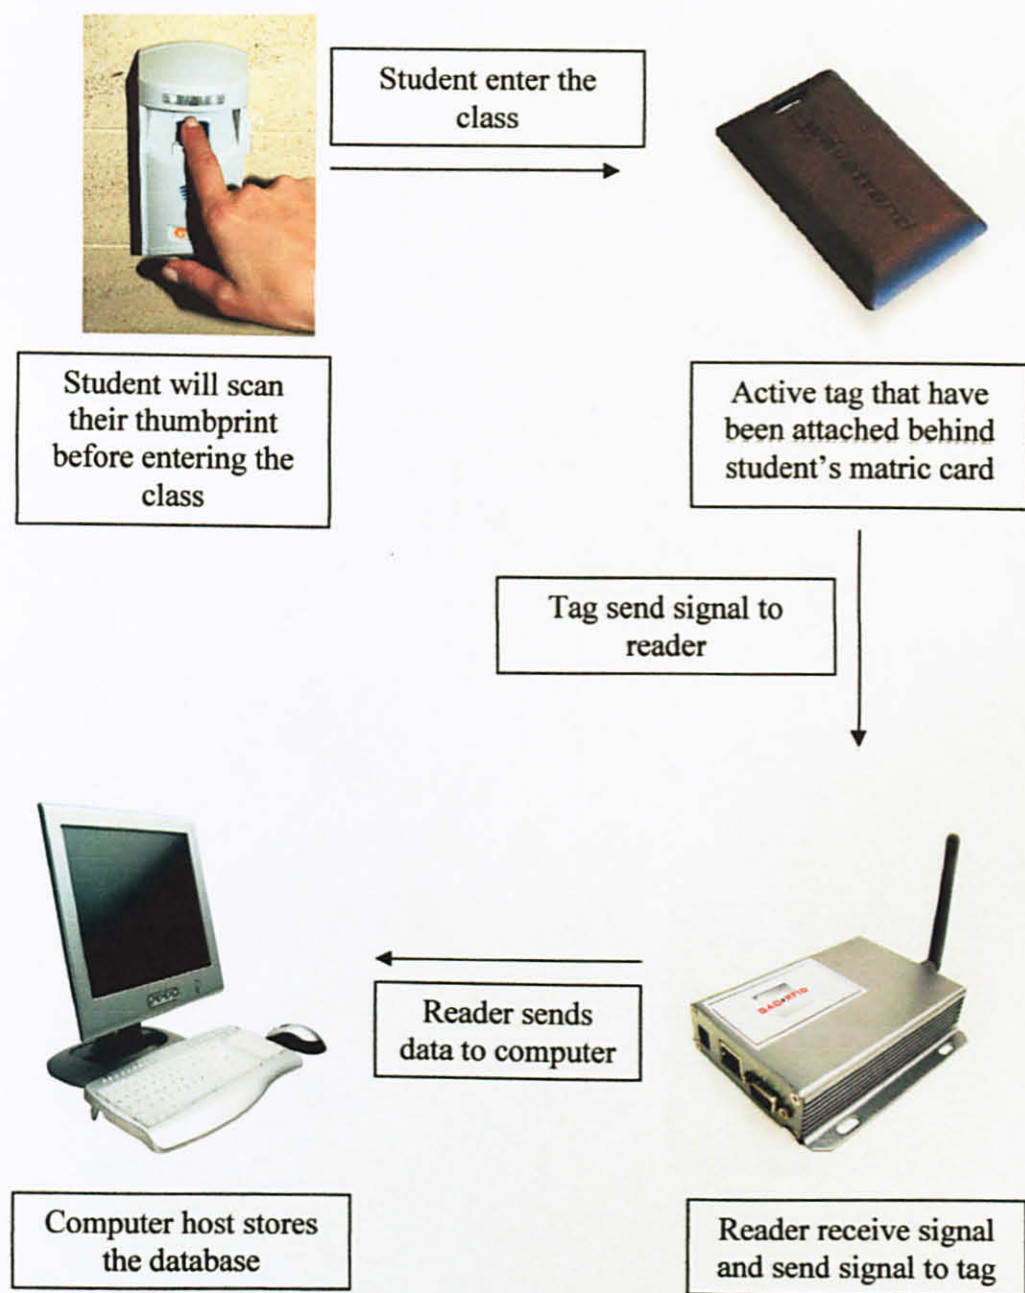 Student enter the
class
Student will scan
their thumbprint
before entering the
class
Active tag that have
been attached behind
student's matric card
Tag send signal to
reader
GAO RFID
Reader sends
data to computer
Computer host stores
the database
Reader receive signal
and send signal to tag